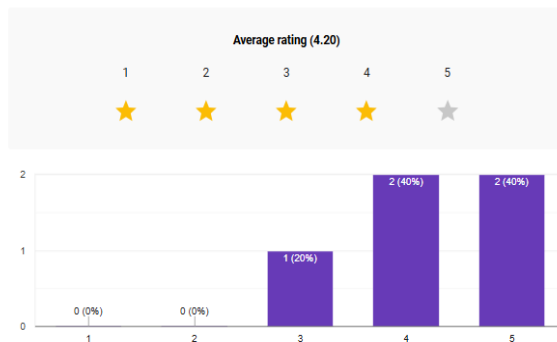 Average rating (4.20)
1 2 3 4 5
2
2 (40%) 2 (40%)
1
1 (20%)
0 (0%) 0 (0%)
0
1 2 3 4 5